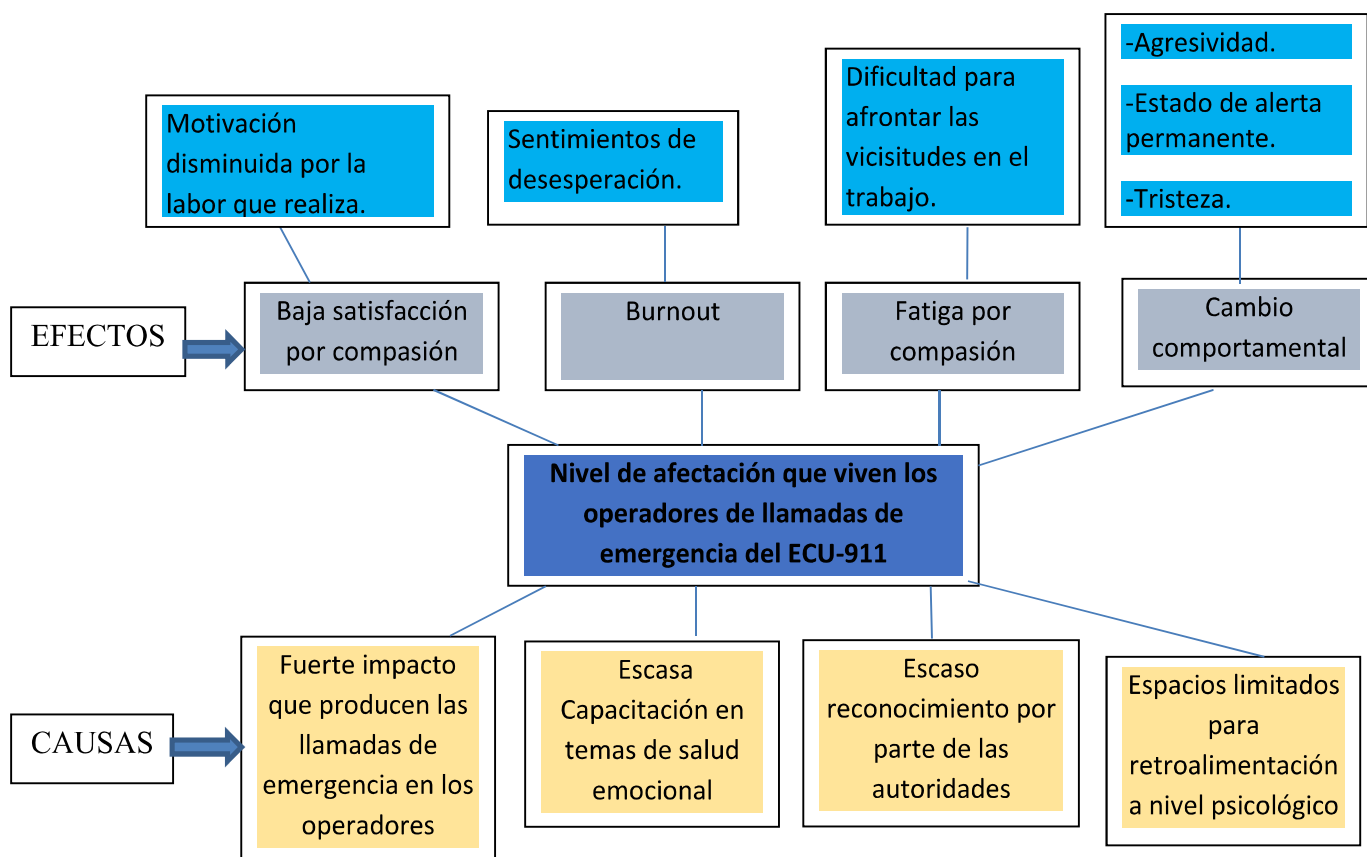 Motivación
disminuida por la
labor que realiza.
Sentimientos de
desesperación.
Dificultad para
afrontar las
vicisitudes en el
trabajo.
-Agresividad.
-Estado de alerta
permanente.
-Tristeza.
EFECTOS
Baja satisfacción
por compasión
Burnout
Fatiga por
compasión
Cambio
comportamental
Nivel de afectación que viven los
operadores de llamadas de
emergencia del ECU-911
CAUSAS
Fuerte impacto
que producen las
llamadas de
emergencia en los
operadores
Escasa
Capacitación en
temas de salud
emocional
Escaso
reconocimiento por
parte de las
autoridades
Espacios limitados
para
retroalimentación
a nivel psicológico